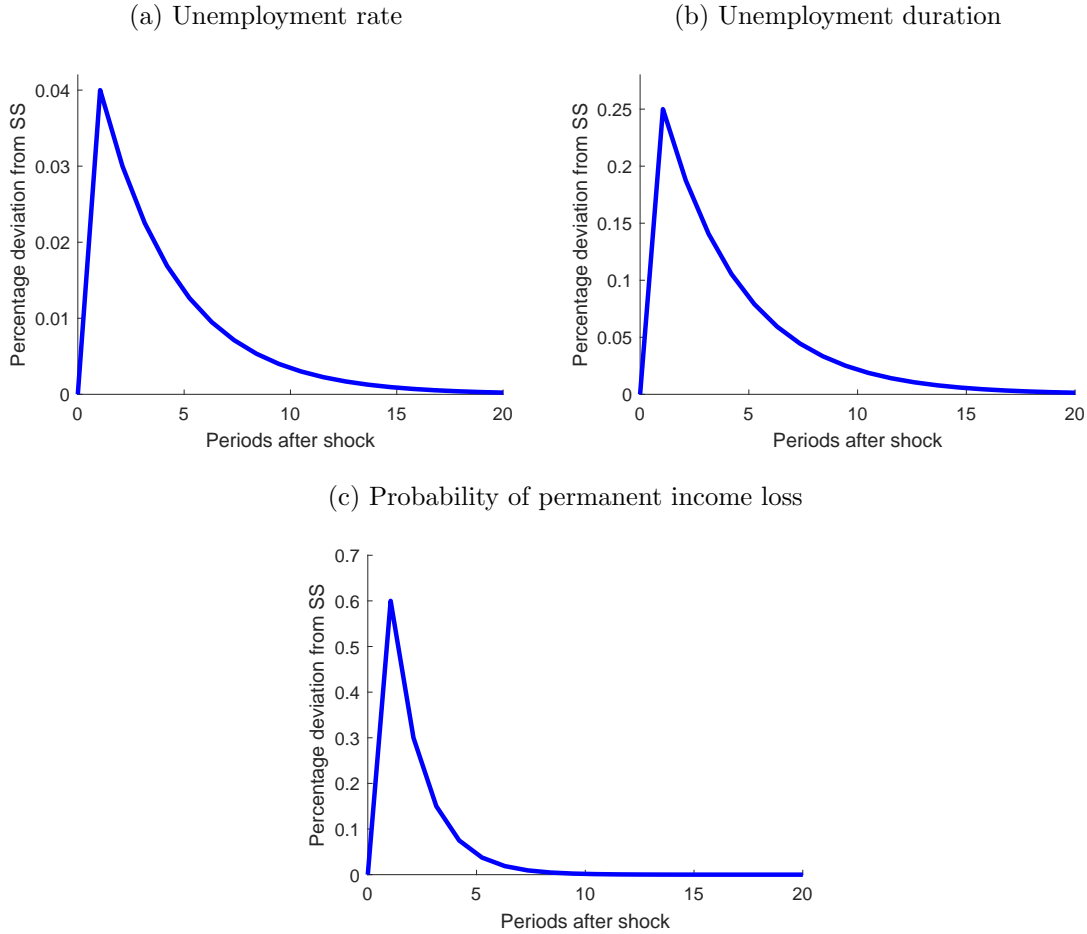 (a) Unemployment rate
Percentage deviation from SS
0.04
0.03
0.02
0.01
0
0 5 10 15 20
Periods after shock
(b) Unemployment duration
Percentage deviation from SS
0.25
0.2
0.15
0.1
0.05
0
0 5 10 15 20
Periods after shock
(c) Probability of permanent income loss
Percentage deviation from SS
0.7
0.6
0.5
0.4
0.3
0.2
0.1
0
0 5 10 15 20
Periods after shock